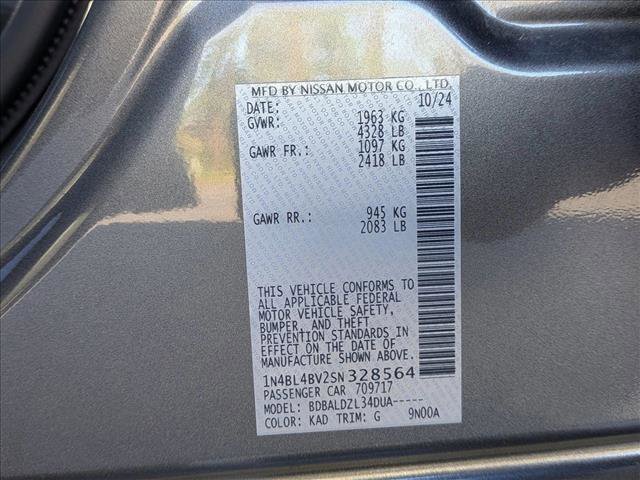 MFD BY NISSAN MOTOR CO., LTD.
DATE: 10/24
GVWR: 1963 KG
4328 LB
GAWR FR.: 1097 KG
2418 LB
GAWR RR.: 945 KG
2083 LB
THIS VEHICLE CONFORMS TO
ALL APPLICABLE FEDERAL
MOTOR VEHICLE SAFETY,
BUMPER, AND THEFT
PREVENTION STANDARDS IN
EFFECT ON THE DATE OF
MANUFACTURE SHOWN ABOVE.
1N4BL4BV2SN328564
PASSENGER CAR 709717
MODEL: BDBALDZL34DUA-----
COLOR: KAD TRIM: G 9N00A